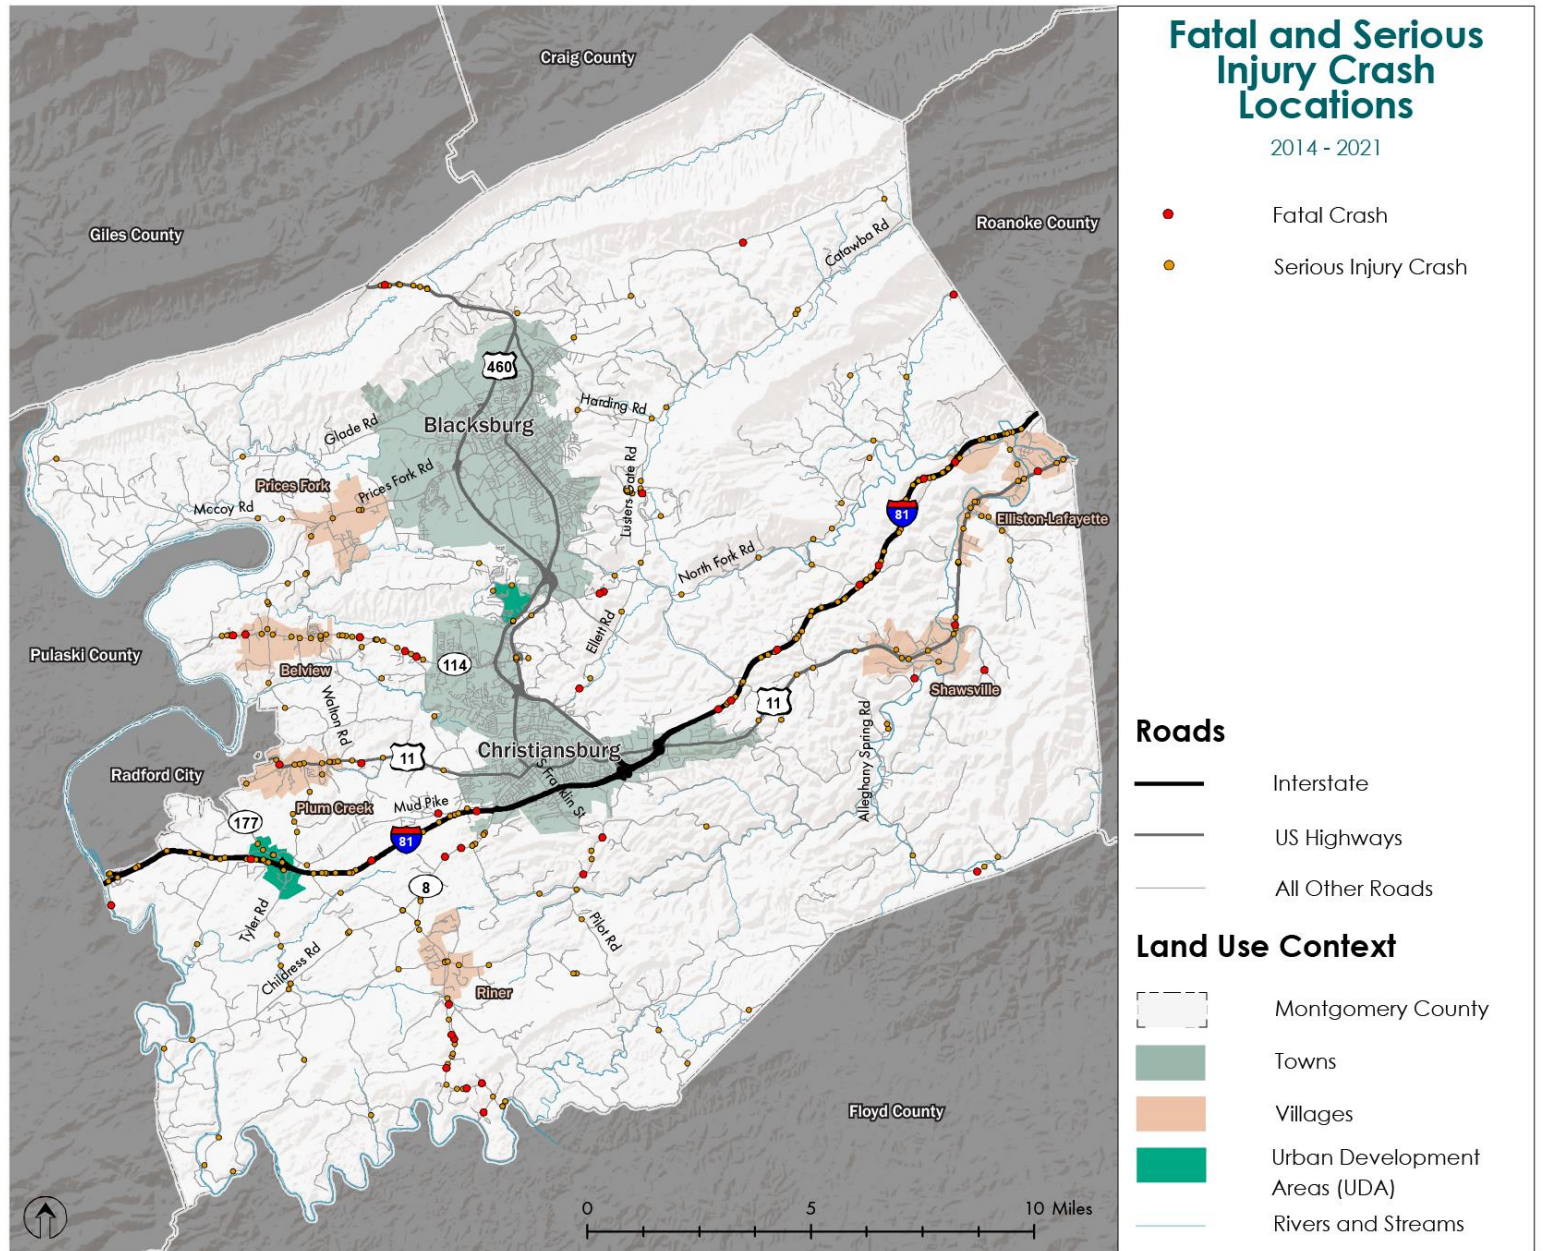 Fatal and Serious
Injury Crash
Locations
2014 - 2021
Fatal Crash
Serious Injury Crash
Craig County
Giles County
Roanoke County
Catawba Rd
460
Blacksburg
Harding Rd
Glade Rd
Prices Fork Rd
Prices Fork
Mccoy Rd
Lusters Gate Rd
81
Elliston-Lafayette
North Fork Rd
Ellett Rd
Pulaski County
Belview
114
Walton Rd
Shawsville
11
Alleghany Spring Rd
Radford City
11
Christiansburg
S Franklin St
Plum Creek
Mud Pike
177
81
8
Tyler Rd
Childress Rd
Pilot Rd
Riner
Floyd County
0 5 10 Miles
Roads
Interstate
US Highways
All Other Roads
Land Use Context
Montgomery County
Towns
Villages
Urban Development
Areas (UDA)
Rivers and Streams